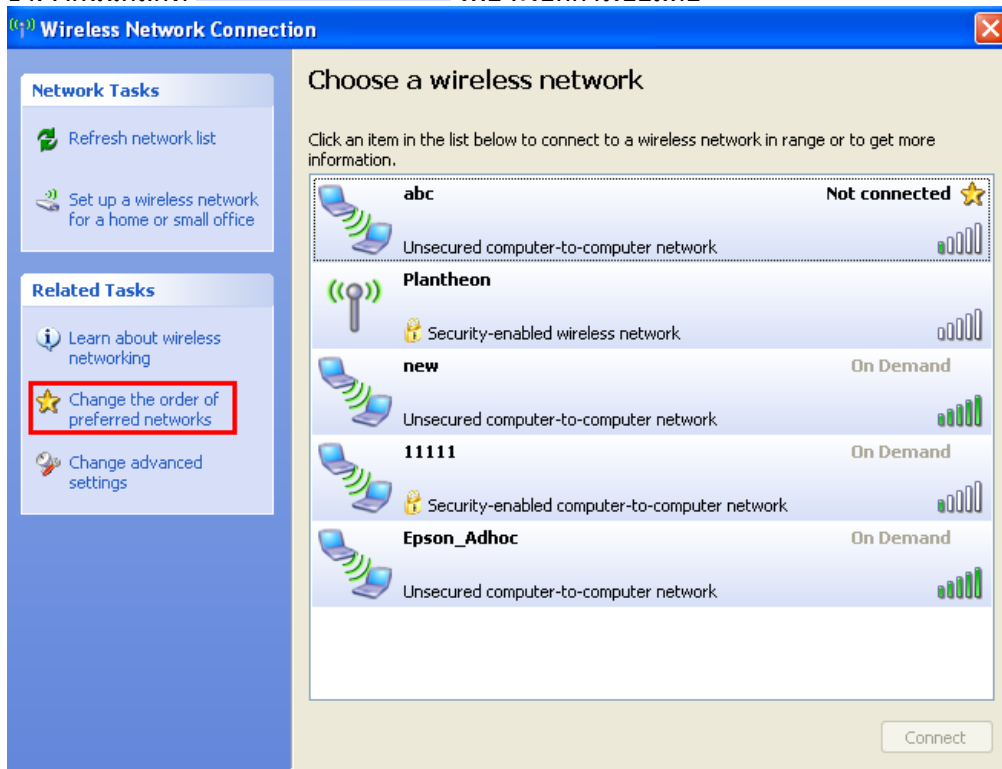 Wireless Network Connection
Network Tasks
Refresh network list
Set up a wireless network
for a home or small office
Related Tasks
Learn about wireless
networking
Change the order of
preferred networks
Change advanced
settings
Choose a wireless network
Click an item in the list below to connect to a wireless network in range or to get more
information.
abc Not connected
Unsecured computer-to-computer network
Plantheon
Security-enabled wireless network
new On Demand
Unsecured computer-to-computer network
11111 On Demand
Security-enabled computer-to-computer network
Epson_Adhoc On Demand
Unsecured computer-to-computer network
Connect